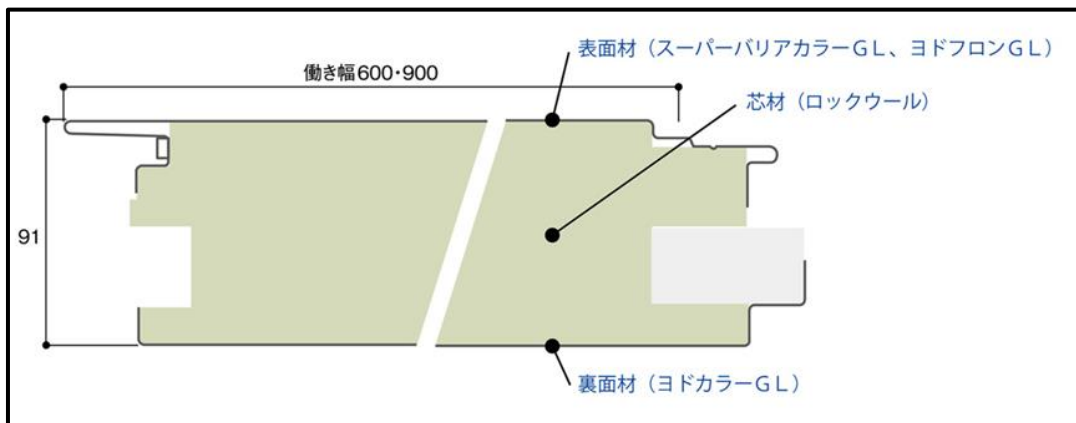 表面材（スーパーバリアカラーＧＬ、ヨドフロンＧＬ）
働き幅600・900
芯材（ロックウール）
91
裏面材（ヨドカラーＧＬ）